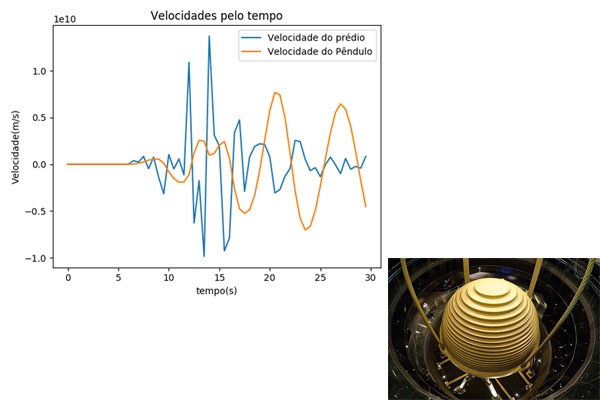 Velocidades pelo tempo
1e10
Velocidade do prédio
Velocidade do Pêndulo
Velocidade(m/s)
1.0
0.5
0.0
−0.5
−1.0
0 5 10 15 20 25 30
tempo(s)